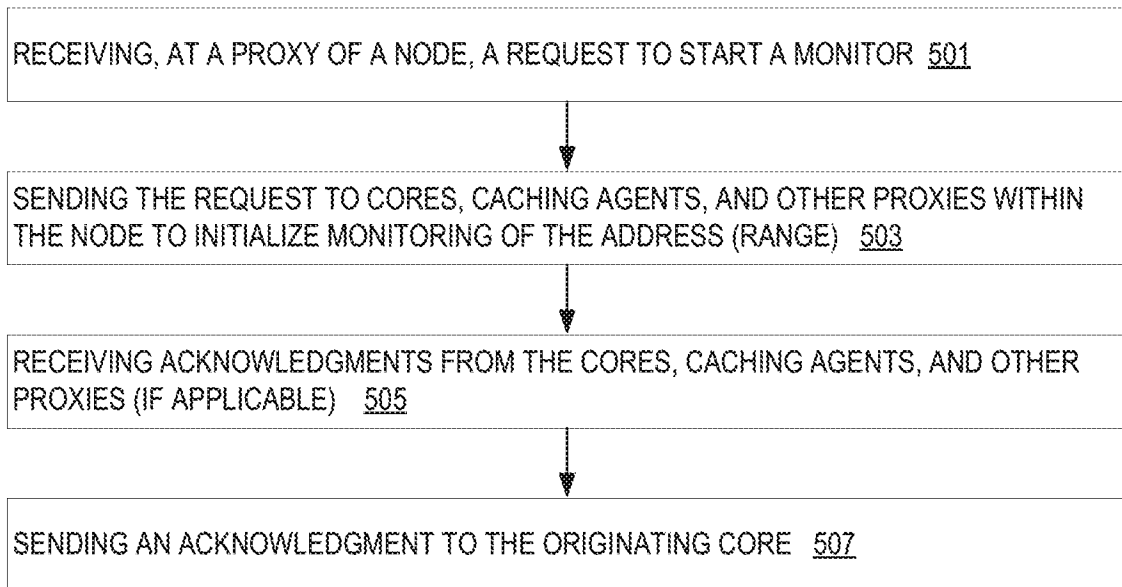 RECEIVING, AT A PROXY OF A NODE, A REQUEST TO START A MONITOR 501
SENDING THE REQUEST TO CORES, CACHING AGENTS, AND OTHER PROXIES WITHIN
THE NODE TO INITIALIZE MONITORING OF THE ADDRESS (RANGE) 503
RECEIVING ACKNOWLEDGMENTS FROM THE CORES, CACHING AGENTS, AND OTHER
PROXIES (IF APPLICABLE) 505
SENDING AN ACKNOWLEDGMENT TO THE ORIGINATING CORE 507